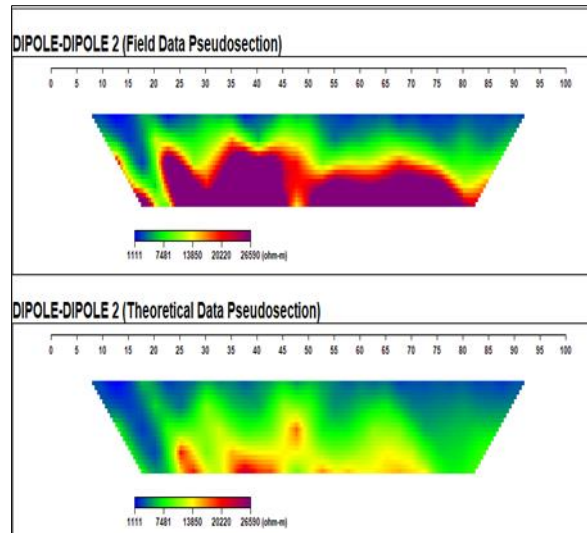 DIPOLE-DIPOLE 2 (Field Data Pseudosection)
0 5 10 15 20 25 30 35 40 45 50 55 60 65 70 75 80 85 90 95 100
1111 7481 13850 20220 26590 (ohm-m)
DIPOLE-DIPOLE 2 (Theoretical Data Pseudosection)
0 5 10 15 20 25 30 35 40 45 50 55 60 65 70 75 80 85 90 95 100
1111 7481 13850 20220 26590 (ohm-m)